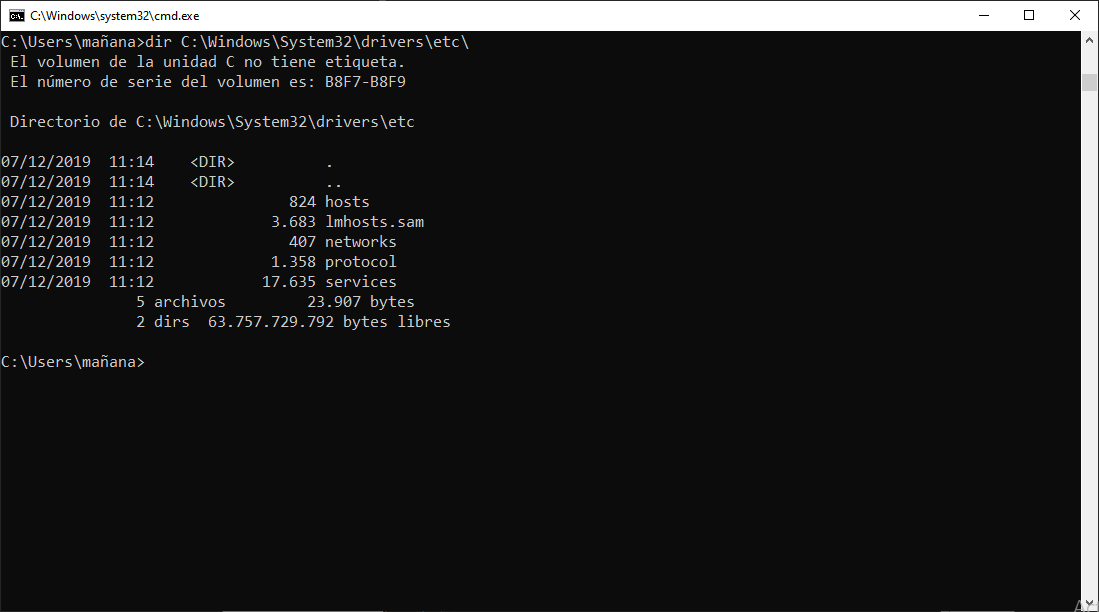 C:\Windows\system32\cmd.exe
C:\Users\mañana>dir C:\Windows\System32\drivers\etc\
 El volumen de la unidad C no tiene etiqueta.
 El número de serie del volumen es: B8F7-B8F9

 Directorio de C:\Windows\System32\drivers\etc

07/12/2019  11:14    <DIR>          .
07/12/2019  11:14    <DIR>          ..
07/12/2019  11:12               824 hosts
07/12/2019  11:12             3.683 lmhosts.sam
07/12/2019  11:12               407 networks
07/12/2019  11:12             1.358 protocol
07/12/2019  11:12            17.635 services
               5 archivos         23.907 bytes
               2 dirs  63.757.729.792 bytes libres

C:\Users\mañana>